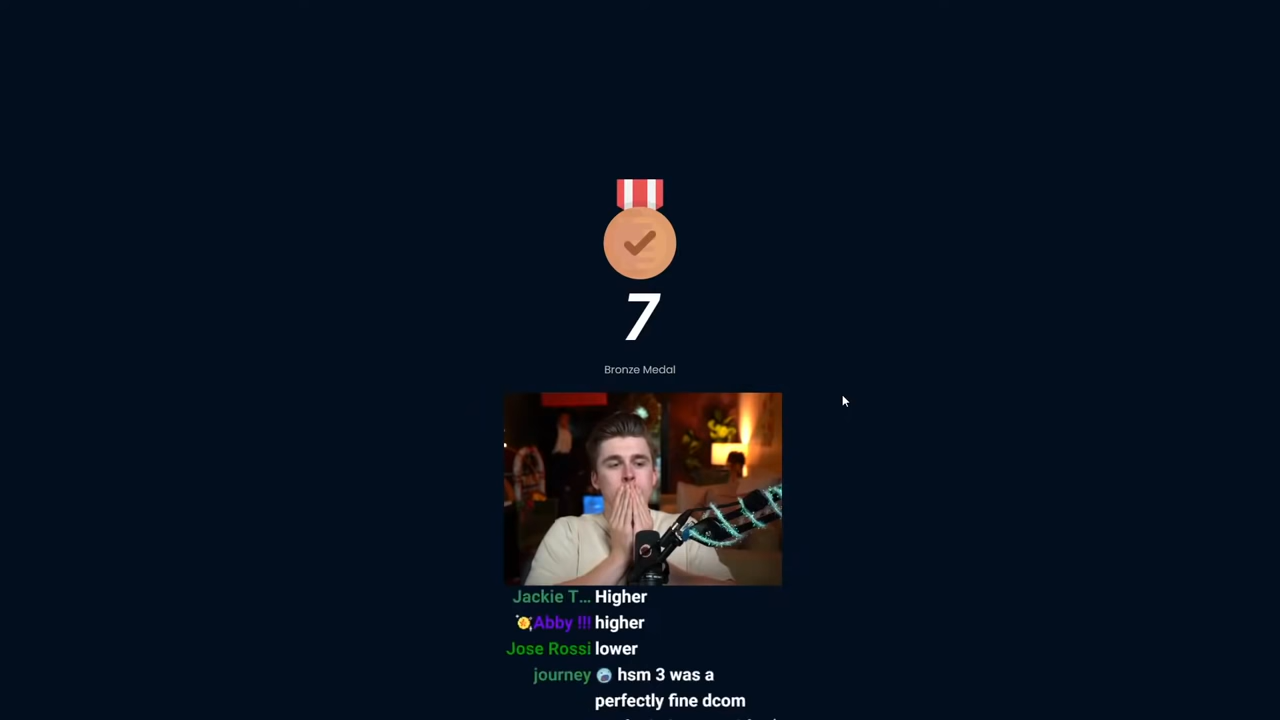 7
Bronze Medal
Jackie T... Higher
Abby !!! higher
Jose Rossi lower
journey hsm 3 was a
perfectly fine dcom